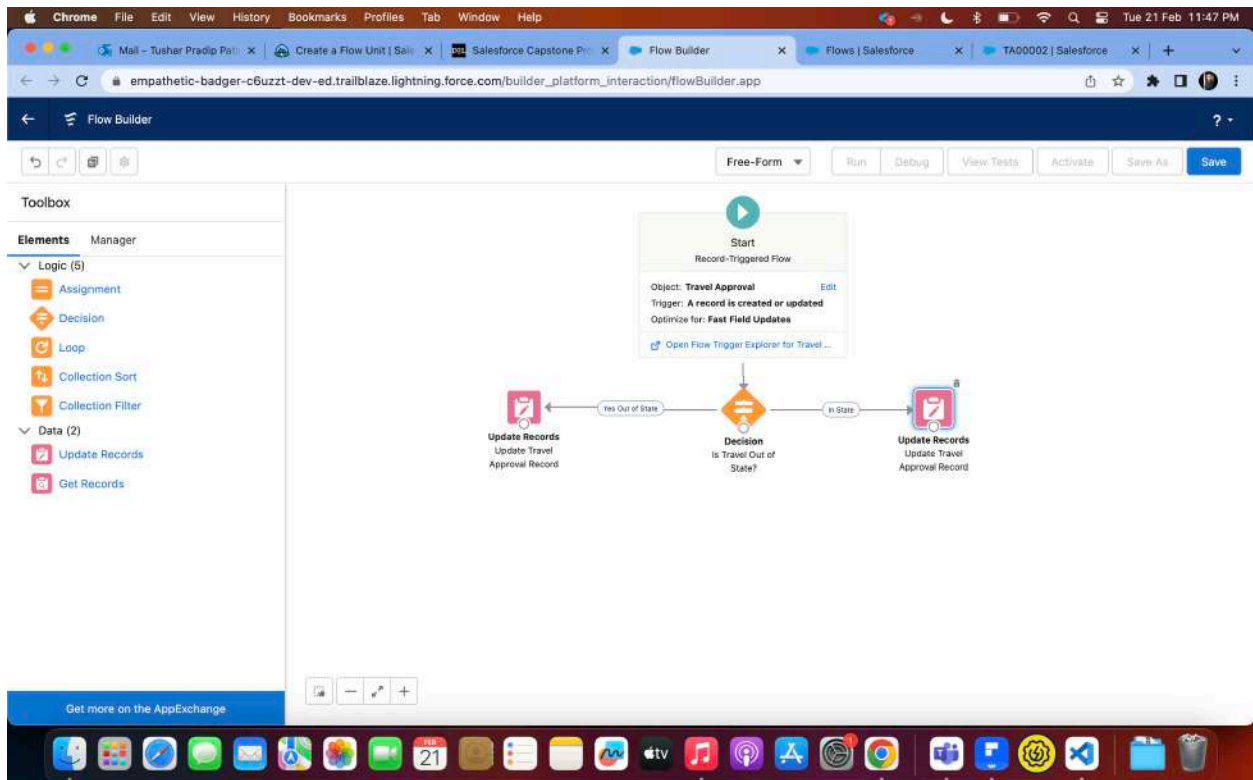 Chrome File Edit View History Bookmarks Profiles Tab Window Help Tue 21 Feb 11:47 PM
Mail – Tushar Pradip Pati Create a Flow Unit | Sale Salesforce Capstone Pro Flow Builder Flows | Salesforce TA00002 | Salesforce
empathetic-badger-c6uzzt-dev-ed.trailblaze.lightning.force.com/builder_platform_interaction/flowBuilder.app
Flow Builder ?
Free-Form Run Debug View Tests Activate Save As Save
Toolbox
Elements Manager
Logic (5)
Assignment
Decision
Loop
Collection Sort
Collection Filter
Data (2)
Update Records
Get Records
Get more on the AppExchange
Start
Record-Triggered Flow
Object: Travel Approval Edit
Trigger: A record is created or updated
Optimize for: Fast Field Updates
Open Flow Trigger Explorer for Travel ...
Yes Out of State
In State
Update Records
Update Travel
Approval Record
Decision
Is Travel Out of
State?
Update Records
Update Travel
Approval Record
FEB
21
tv